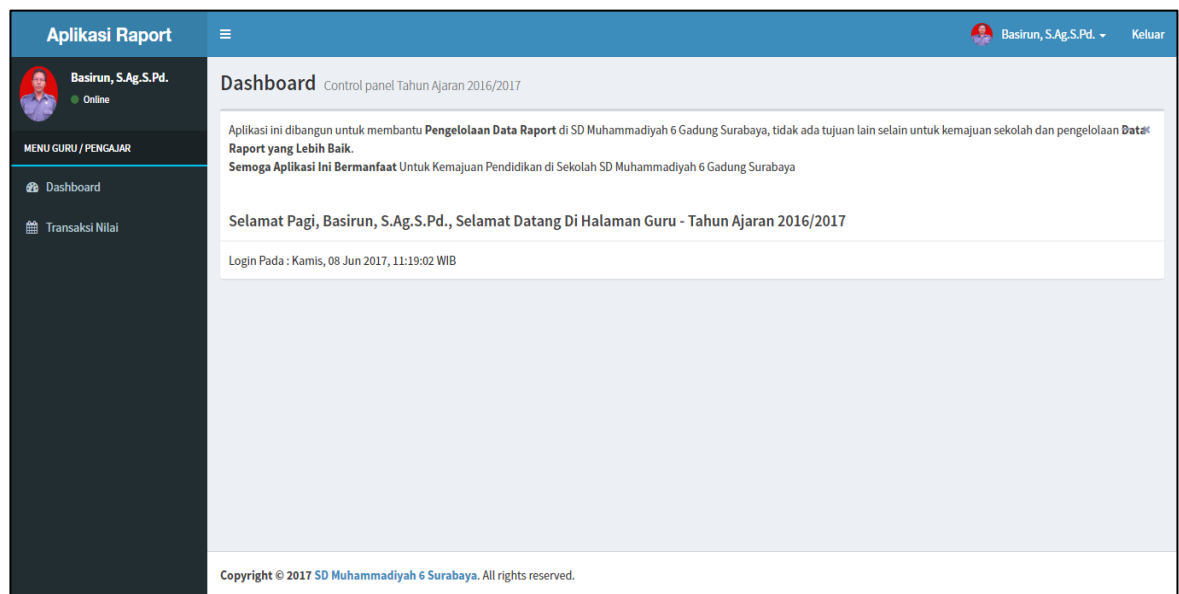 Aplikasi Raport
Basirun, S.Ag.S.Pd.
Keluar
Basirun, S.Ag.S.Pd.
Online
MENU GURU / PENGAJAR
Dashboard
Transaksi Nilai
Dashboard Control panel Tahun Ajaran 2016/2017
Aplikasi ini dibangun untuk membantu Pengelolaan Data Raport di SD Muhammadiyah 6 Gadung Surabaya, tidak ada tujuan lain selain untuk kemajuan sekolah dan pengelolaan Data
Raport yang Lebih Baik.
Semoga Aplikasi Ini Bermanfaat Untuk Kemajuan Pendidikan di Sekolah SD Muhammadiyah 6 Gadung Surabaya
Selamat Pagi, Basirun, S.Ag.S.Pd., Selamat Datang Di Halaman Guru - Tahun Ajaran 2016/2017
Login Pada : Kamis, 08 Jun 2017, 11:19:02 WIB
Copyright © 2017 SD Muhammadiyah 6 Surabaya. All rights reserved.